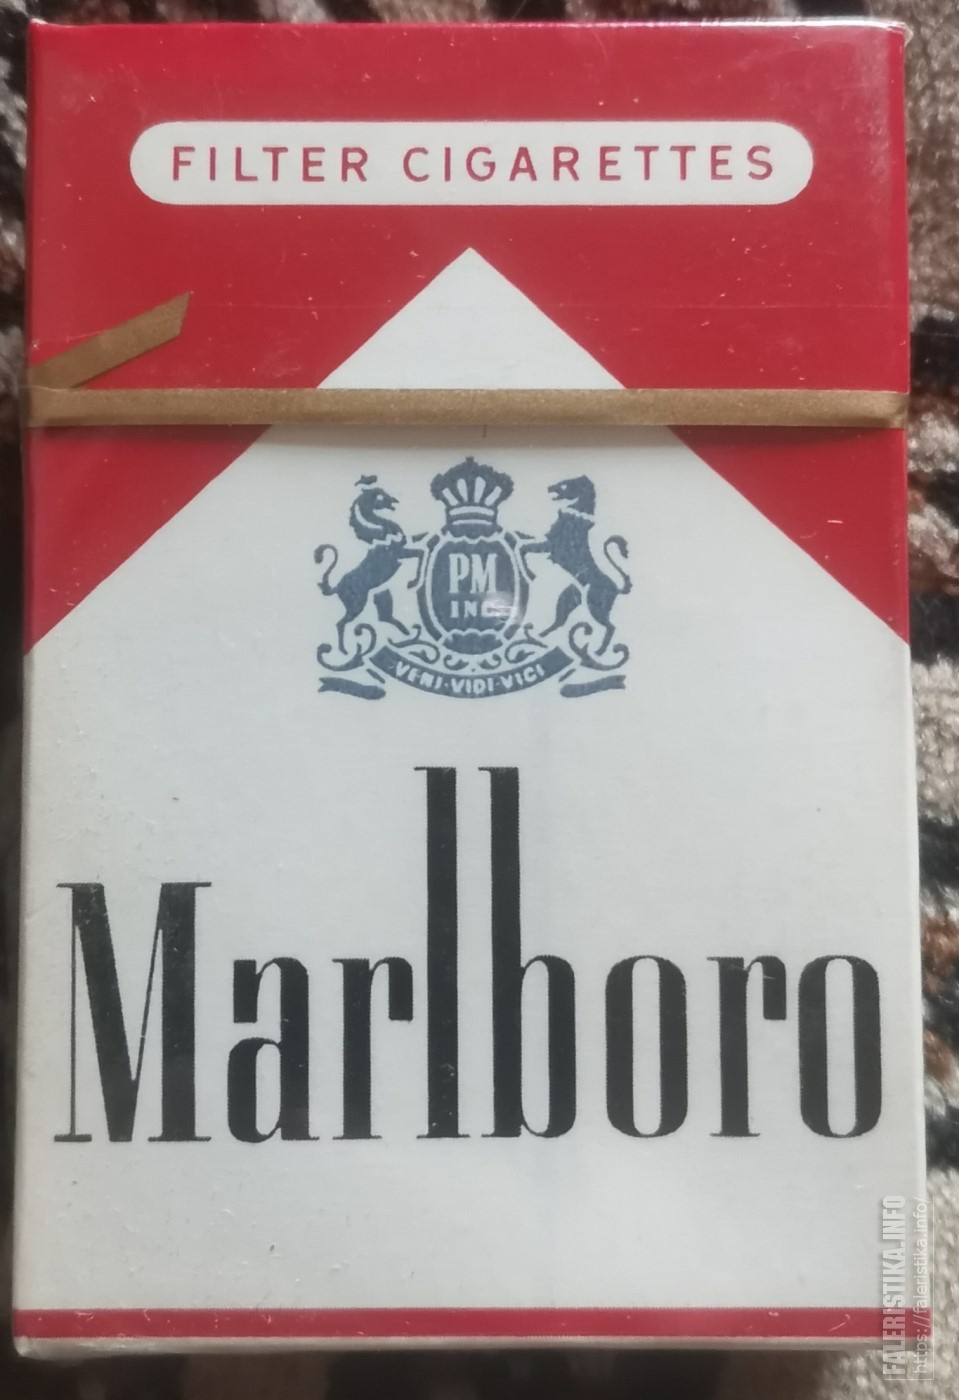 FILTER CIGARETTES
PM
INC
VENI·VIDI·VICI
Marlboro
FALERISTIKA.INFO
https://faleristika.info/